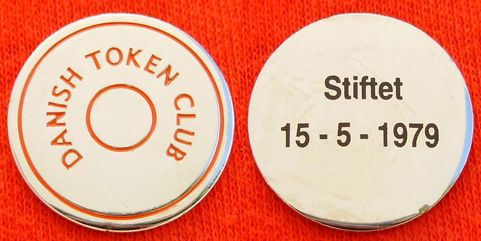 DANISH TOKEN CLUB
Stiftet
15 - 5 - 1979